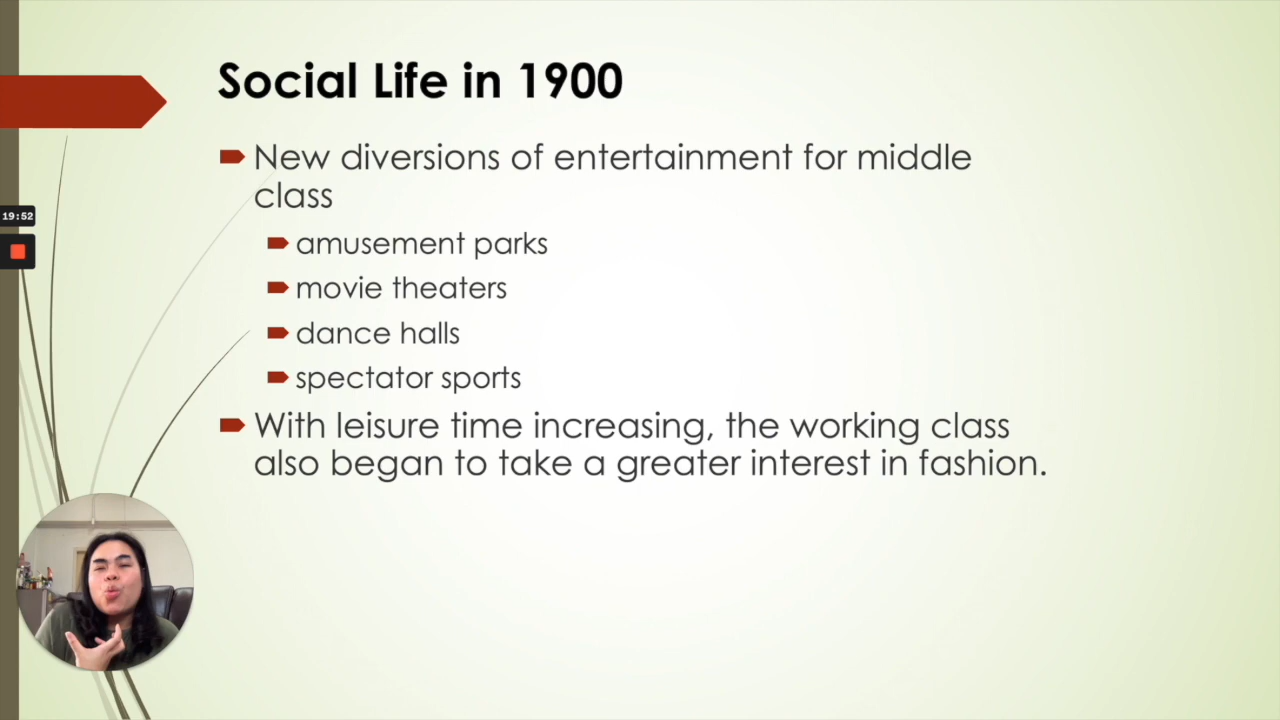 Social Life in 1900
New diversions of entertainment for middle
class
amusement parks
movie theaters
dance halls
spectator sports
With leisure time increasing, the working class
also began to take a greater interest in fashion.
19:52